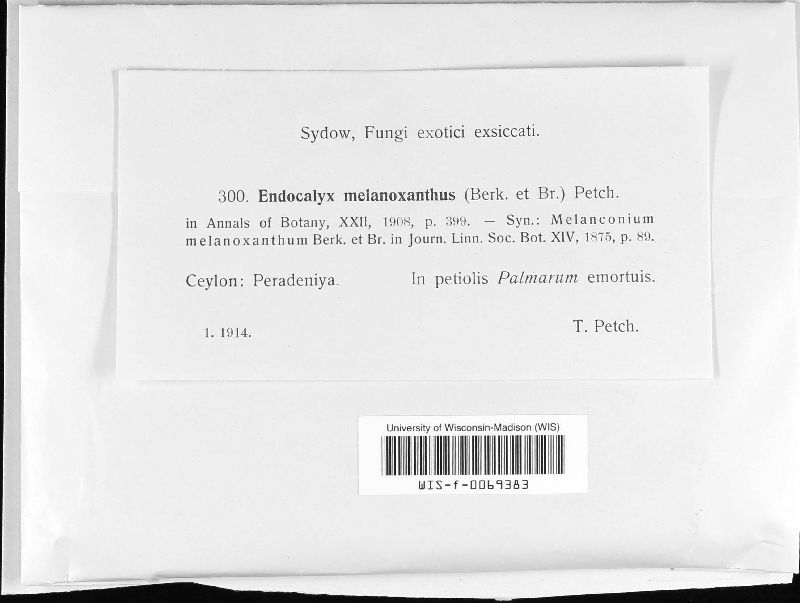 Sydow, Fungi exotici exsiccati.
300. Endocalyx melanoxanthus (Berk. et Br.) Petch.
in Annals of Botany, XXII, 1908, p. 399. — Syn.: Melanconium
melanoxanthum Berk. et Br. in Journ. Linn. Soc. Bot. XIV, 1875, p. 89.
Ceylon: Peradeniya. In petiolis Palmarum emortuis.
1. 1914. T. Petch.
University of Wisconsin-Madison (WIS)
WIS-f-0069383